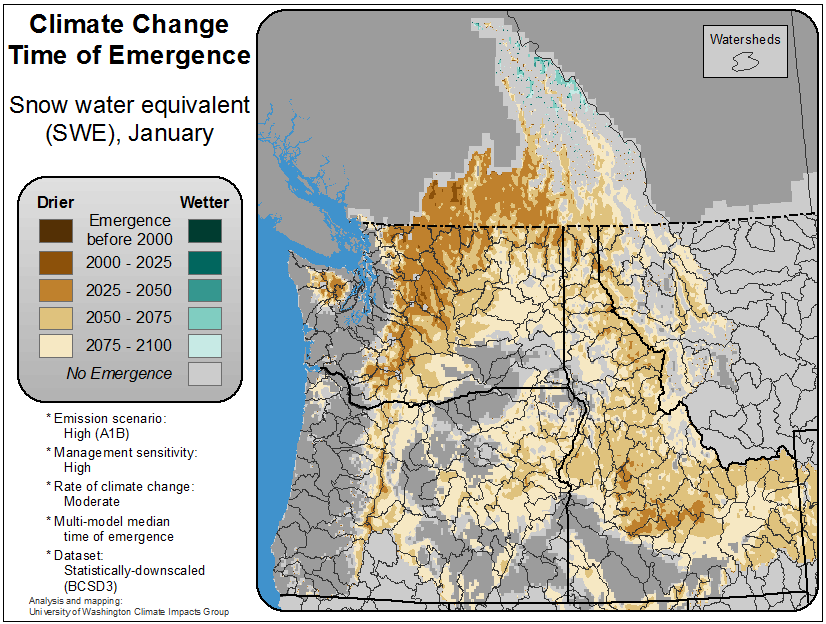 Climate Change
Time of Emergence
Snow water equivalent
(SWE), January
Drier
Wetter
Emergence
before 2000
2000 - 2025
2025 - 2050
2050 - 2075
2075 - 2100
No Emergence
* Emission scenario:
High (A1B)
* Management sensitivity:
High
* Rate of climate change:
Moderate
* Multi-model median
time of emergence
* Dataset:
Statistically-downscaled
(BCSD3)
Analysis and mapping:
University of Washington Climate Impacts Group
Watersheds